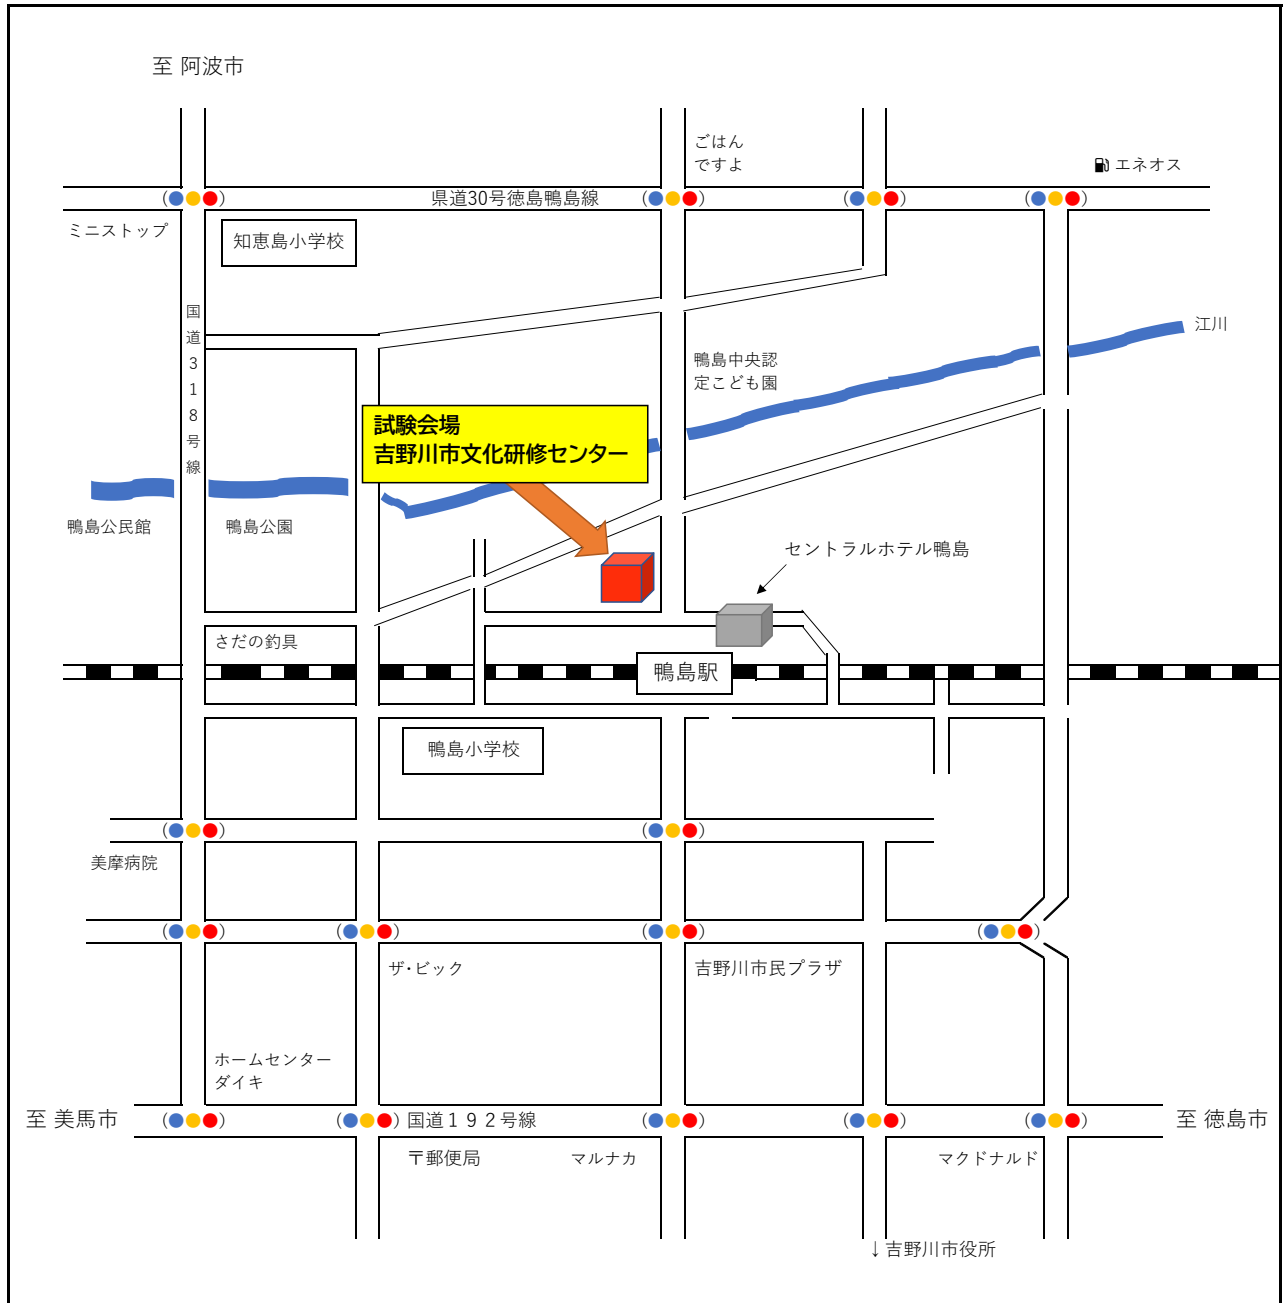 至 阿波市
ごはん
ですよ
エネオス
県道30号徳島鴨島線
ミニストップ
知恵島小学校
国道318号線
江川
鴨島中央認
定こども園
試験会場
吉野川市文化研修センター
鴨島公民館
鴨島公園
セントラルホテル鴨島
さだの釣具
鴨島駅
鴨島小学校
美摩病院
ザ・ビック
吉野川市民プラザ
ホームセンター
ダイキ
至 美馬市
国道１９２号線
至 徳島市
〒郵便局
マルナカ
マクドナルド
↓吉野川市役所